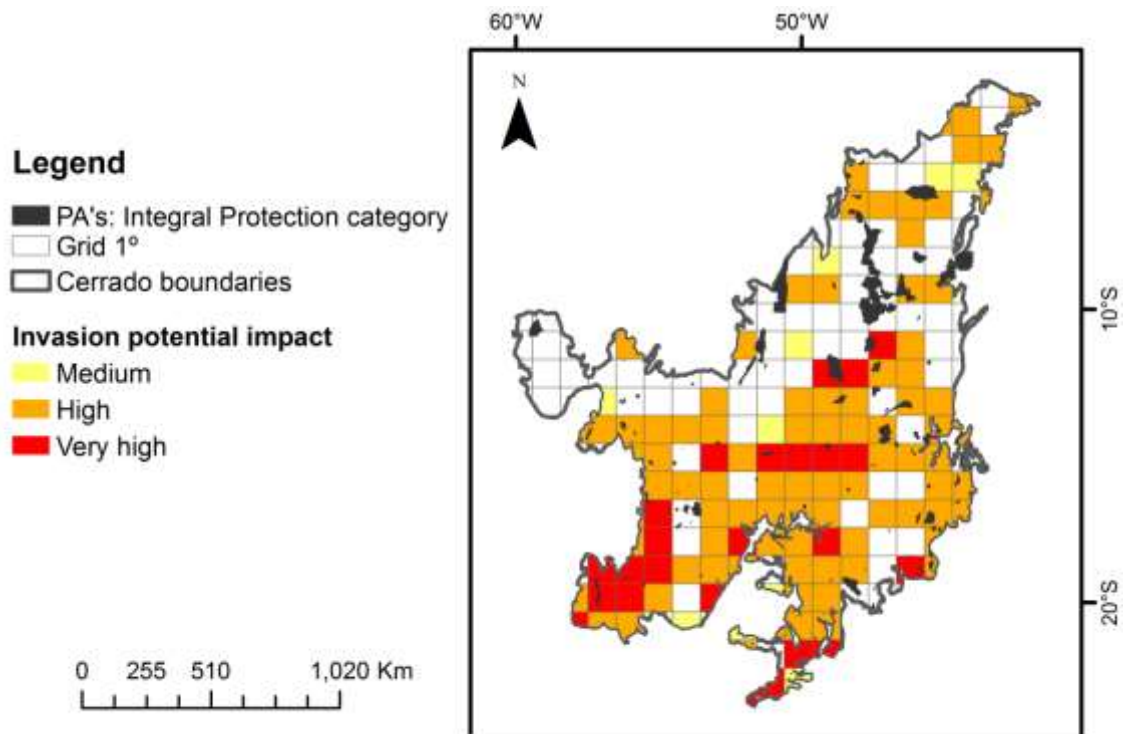 60°W
50°W
N
Legend
PA's: Integral Protection category
Grid 1º
Cerrado boundaries
10°S
Invasion potential impact
Medium
High
Very high
20°S
0 255 510 1,020 Km